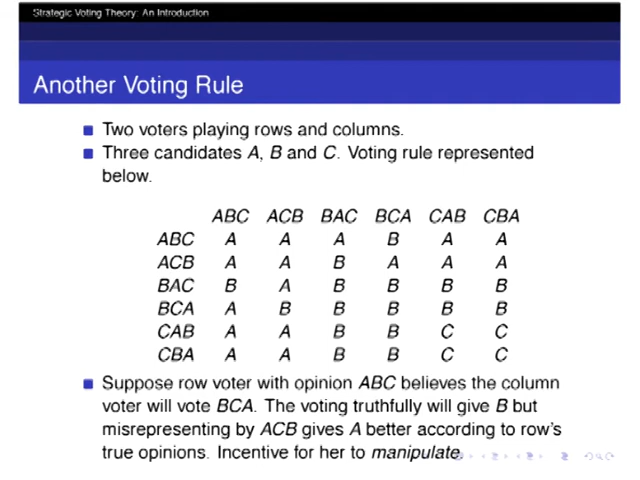 Strategic Voting Theory: An Introduction
Another Voting Rule
Two voters playing rows and columns.
Three candidates A, B and C. Voting rule represented
below.
ABC ACB BAC BCA CAB CBA
ABC A A A B A A
ACB A A B A A A
BAC B A B B B B
BCA A B B B B B
CAB A A B B C C
CBA A A B B C C
Suppose row voter with opinion ABC believes the column
voter will vote BCA. The voting truthfully will give B but
misrepresenting by ACB gives A better according to row's
true opinions. Incentive for her to manipulate.